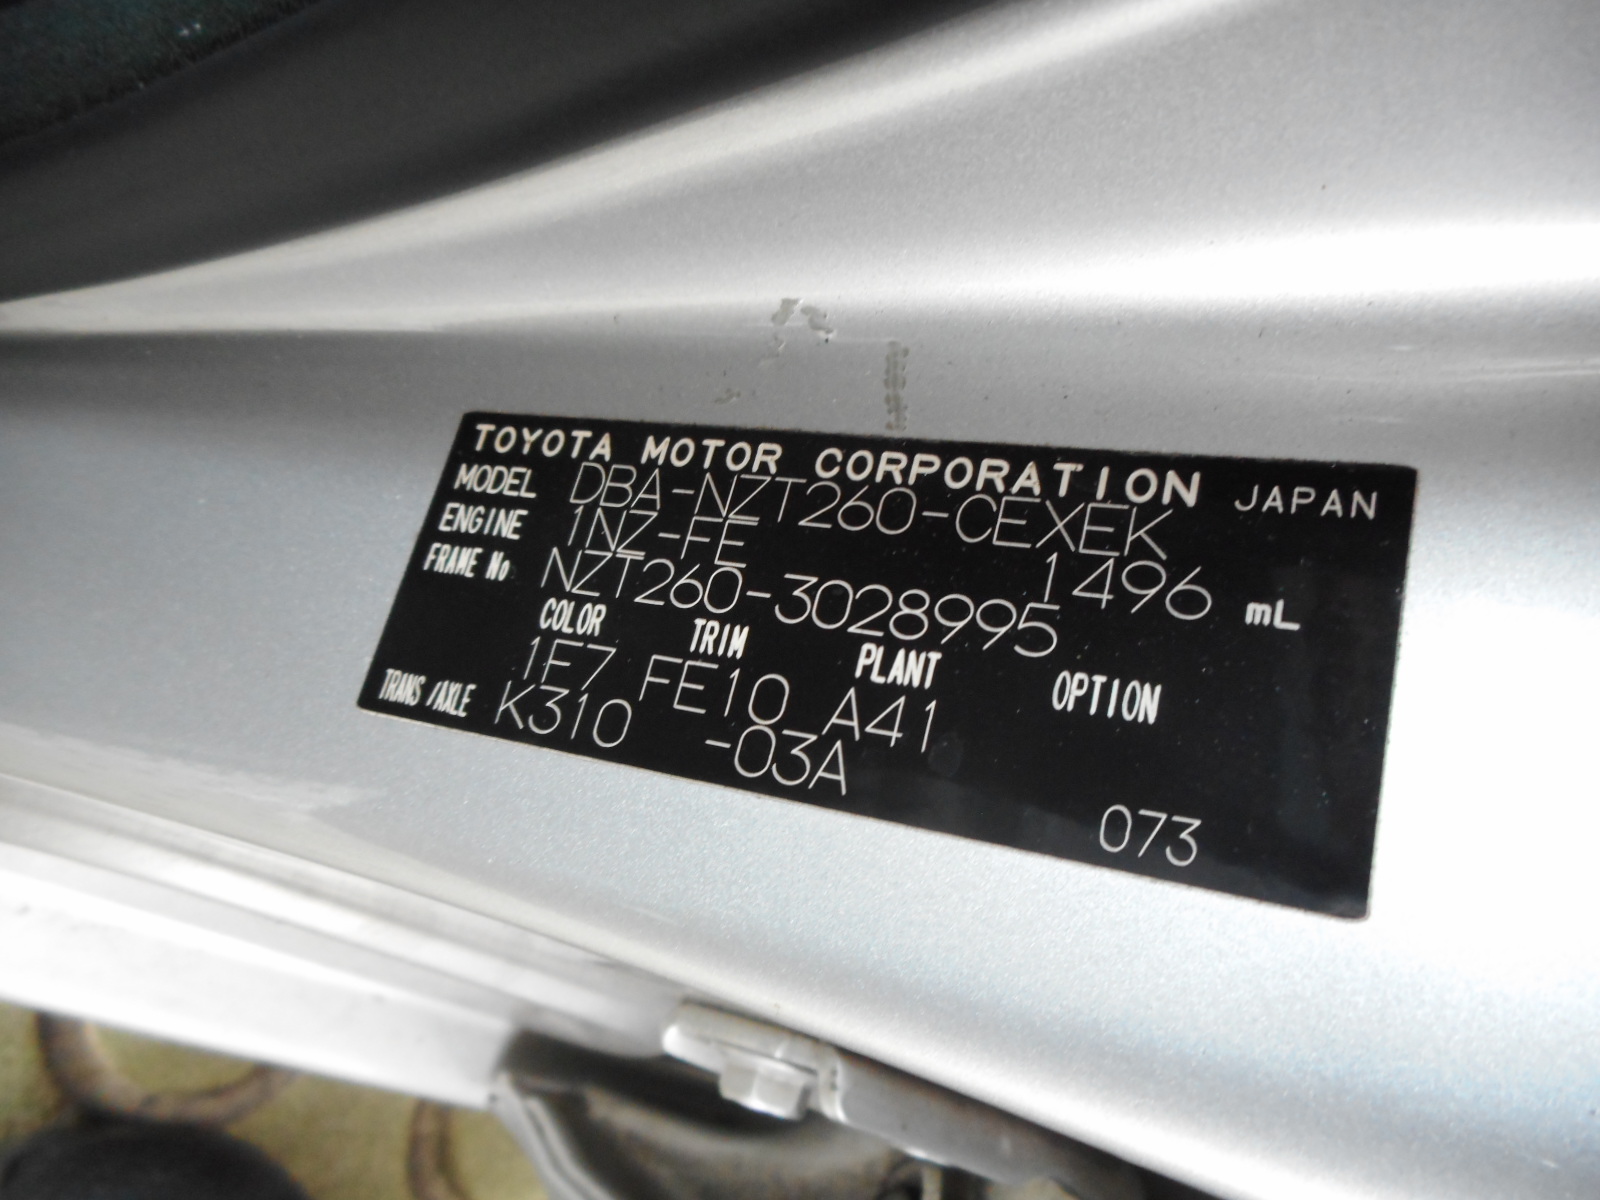 TOYOTA MOTOR CORPORATION JAPAN
MODEL DBA-NZT260-CEXEK
ENGINE 1NZ-FE 1496 mL
FRAME No NZT260-3028995
COLOR TRIM PLANT OPTION
1F7 FE10 A41
TRANS/AXLE K310 -03A
073